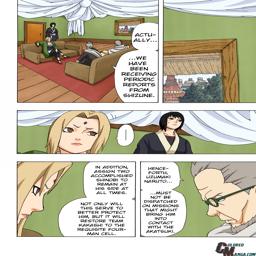 ACTU-
ALLY...
...WE
HAVE BEEN
RECEIVING
PERIODIC
REPORTS
FROM
SHIZUNE.
!
IN
ADDITION,
ASSIGN TWO
ACCOMPLISHED
SHINOBI TO
REMAIN AT
HIS SIDE AT
ALL TIMES.
NOT ONLY WILL
THIS SERVE TO
BETTER PROTECT
HIM, BUT IT WILL
RESTORE TEAM
KAKASHI TO THE
REQUISITE FOUR-
MAN CELL.
HENCE-
FORTH,
UZUMAKI
NARUTO...
...MUST
NOT BE
DISPATCHED
ON MISSIONS
THAT MIGHT
BRING HIM
INTO CONTACT
WITH THE
AKATSUKI.
COLORED
MANGA.COM